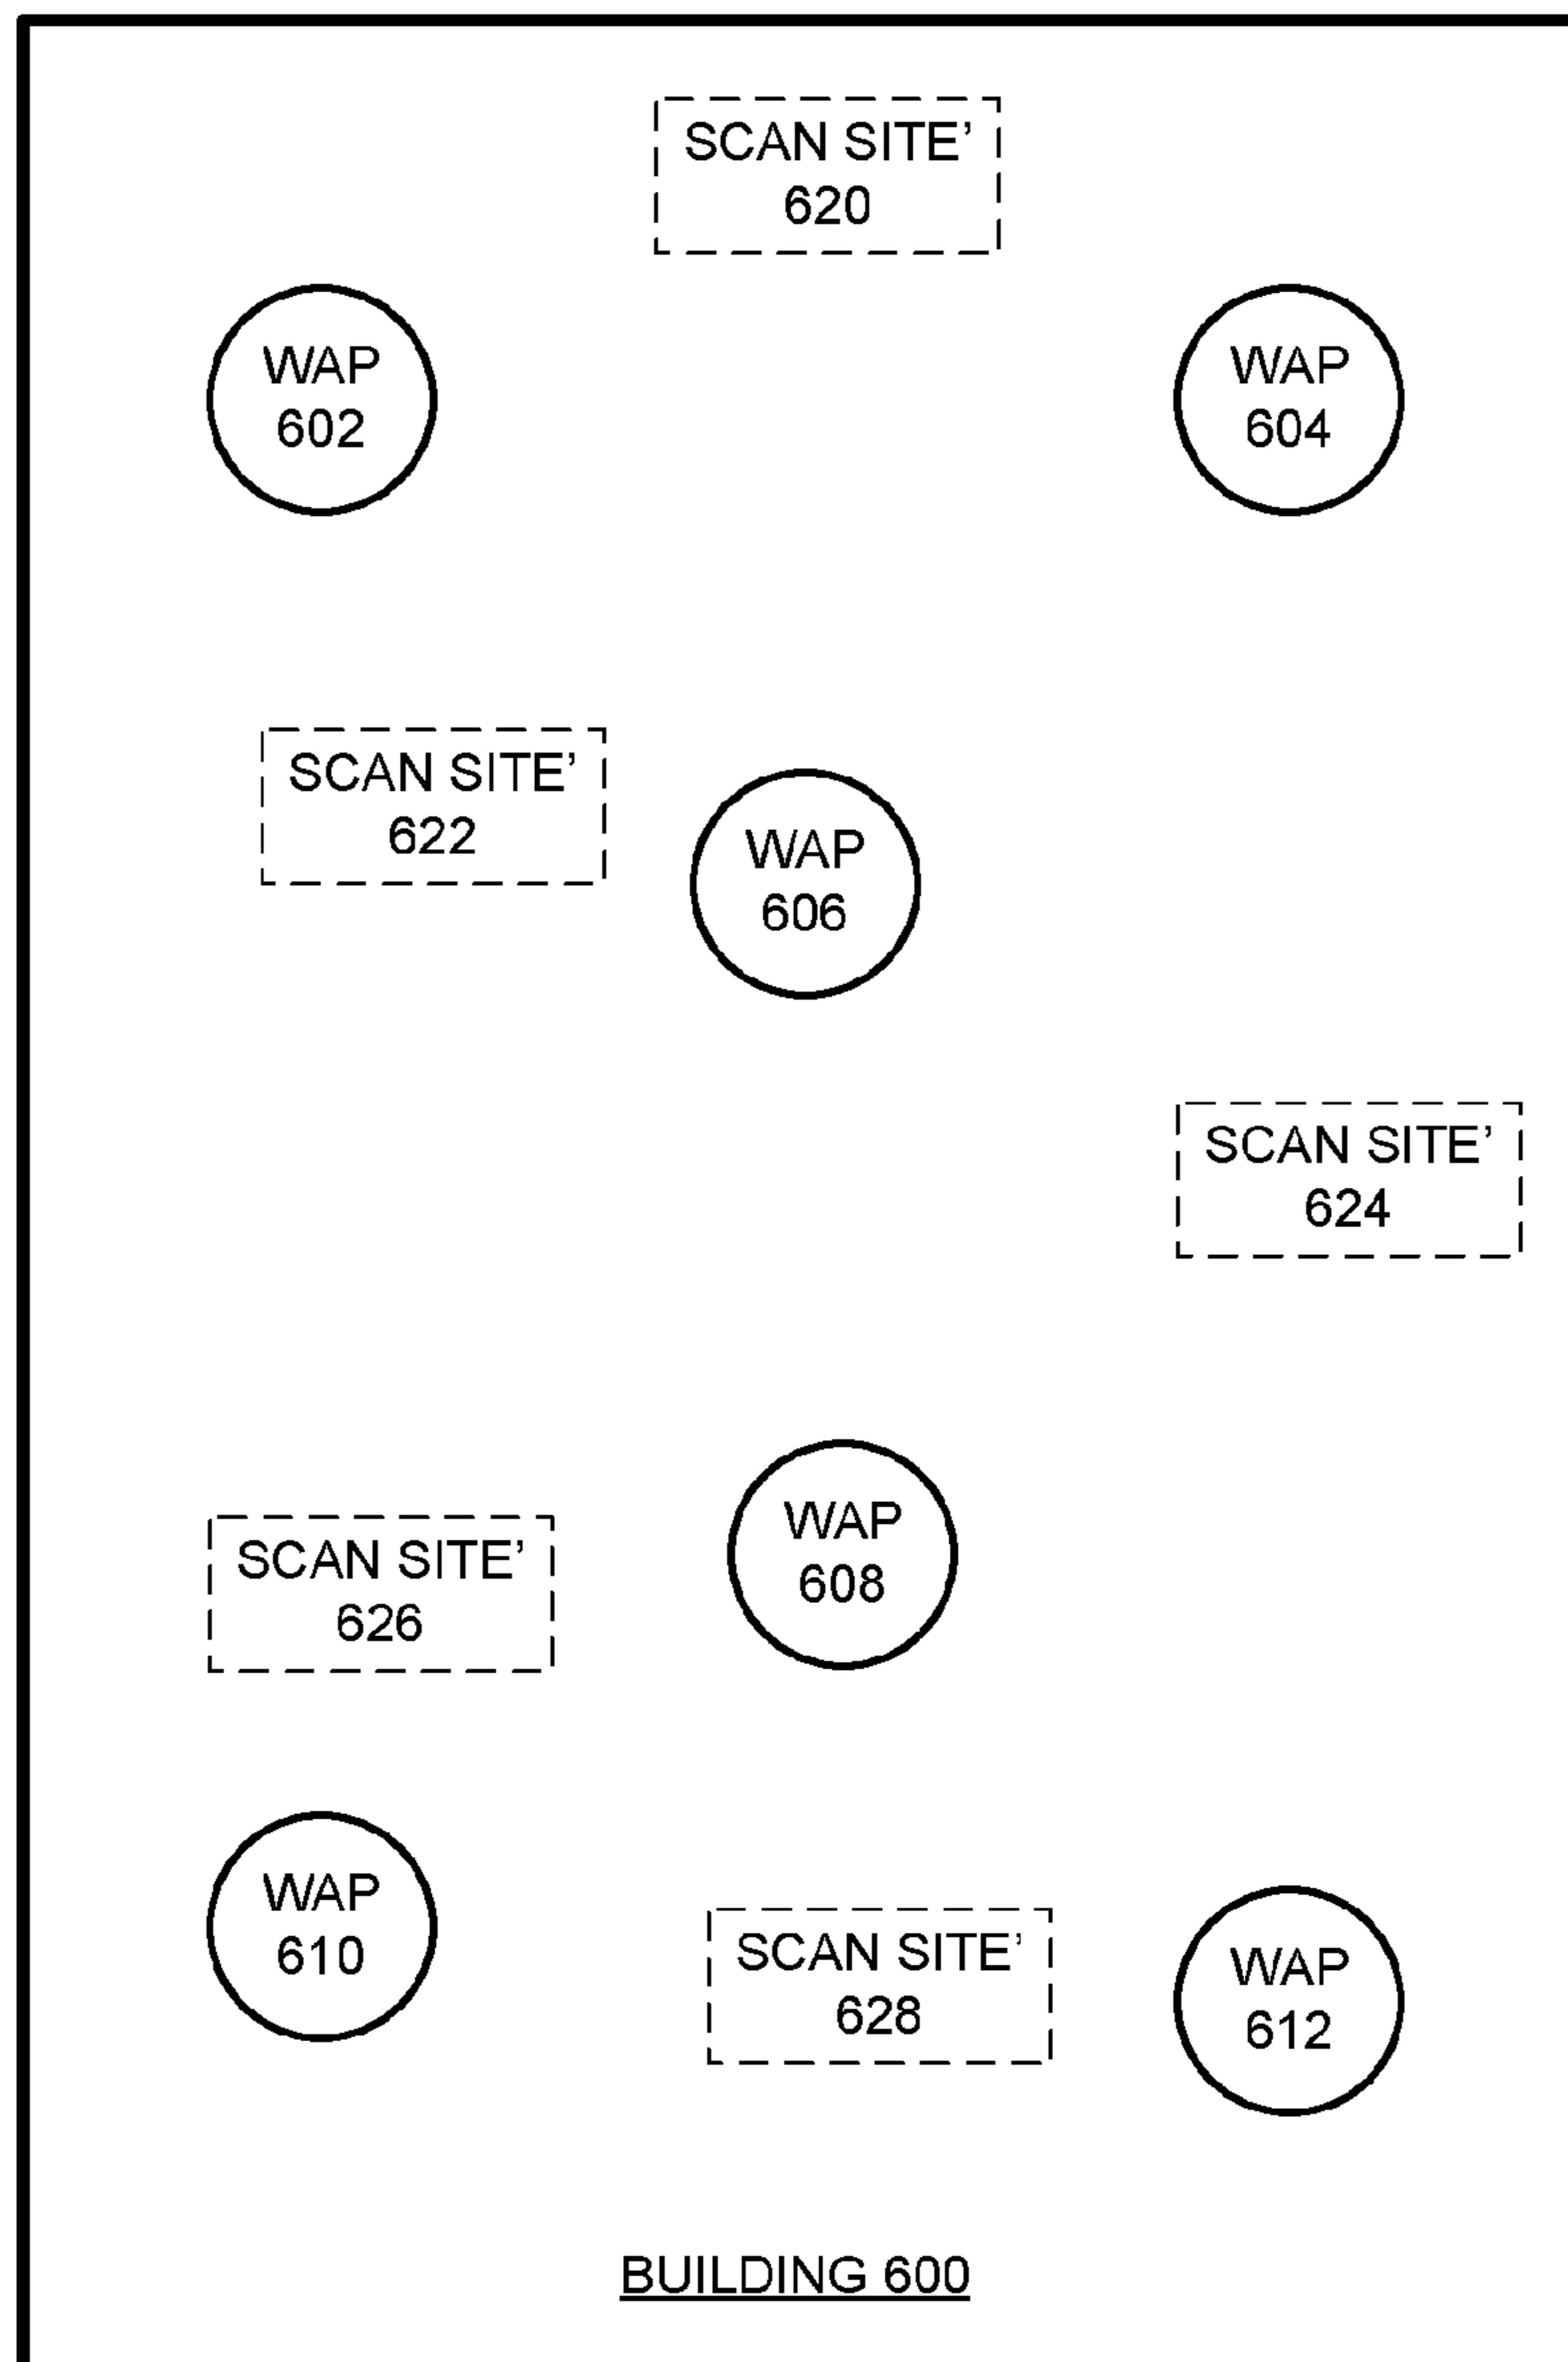 SCAN SITE'
620
WAP
602
WAP
604
SCAN SITE'
622
WAP
606
SCAN SITE'
624
WAP
608
SCAN SITE'
626
WAP
610
SCAN SITE'
628
WAP
612
BUILDING 600